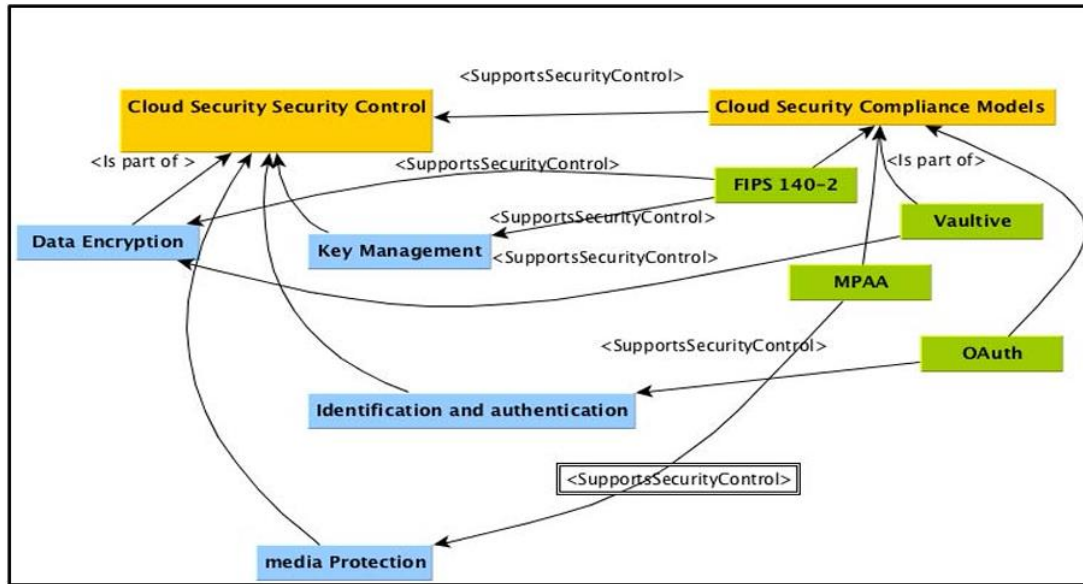 <SupportsSecurityControl>
Cloud Security Security Control
Cloud Security Compliance Models
<Is part of >
<SupportsSecurityControl>
<Is part of>
FIPS 140-2
<SupportsSecurityControl>
Vaultive
Data Encryption
Key Management
<SupportsSecurityControl>
MPAA
<SupportsSecurityControl>
OAuth
Identification and authentication
<SupportsSecurityControl>
media Protection